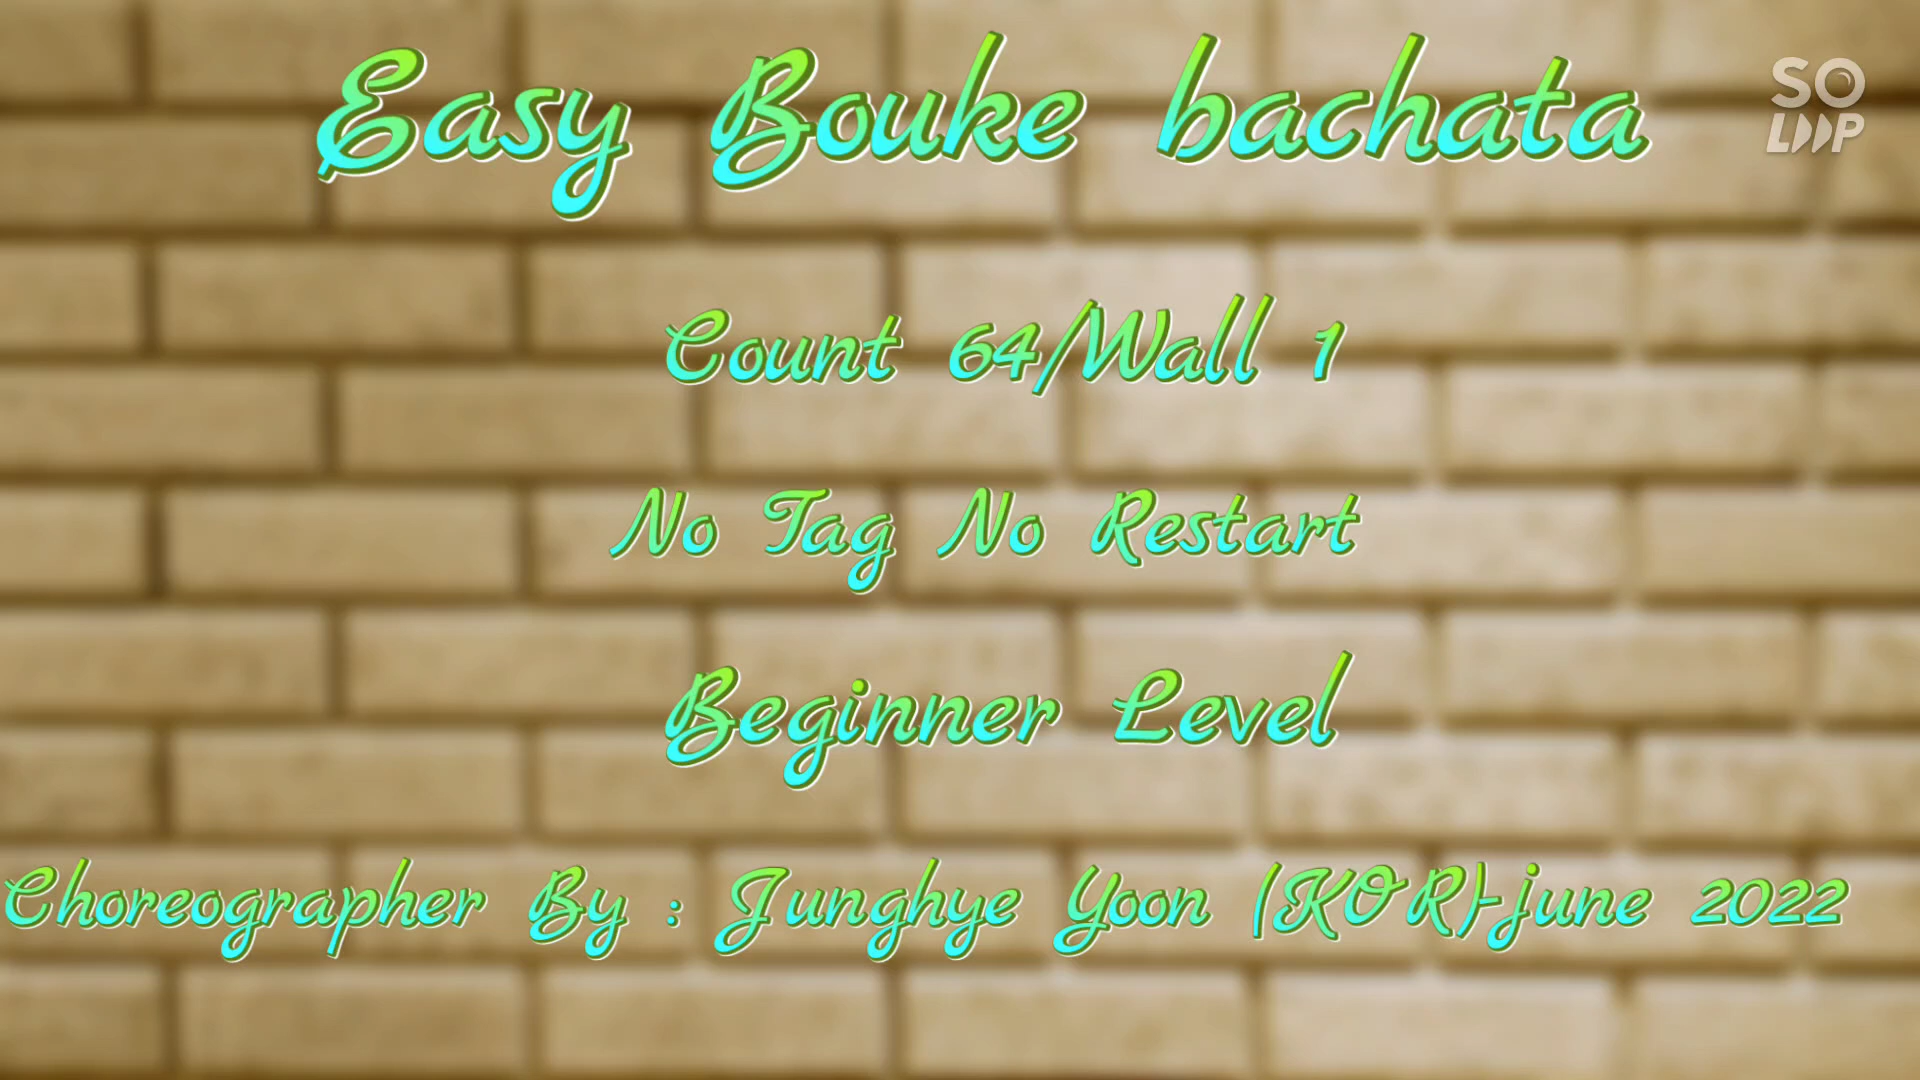 Easy Bouke bachata
SO
LOOP
Count 64/Wall 1
No Tag No Restart
Beginner Level
Choreographer By : Junghye Yoon (KOR)-june 2022